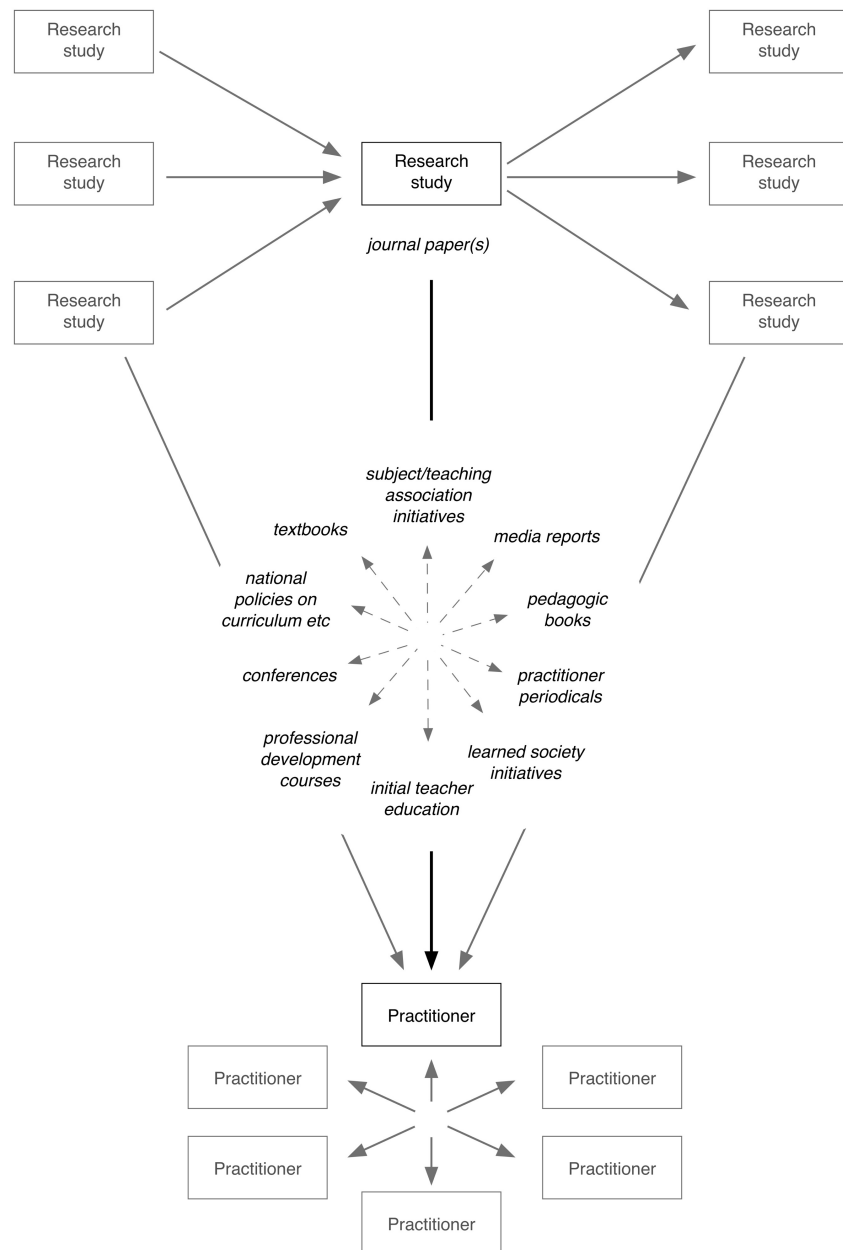 Research
study
Research
study
Research
study
Research
study
Research
study
journal paper(s)
Research
study
Research
study
subject/teaching
association
initiatives
textbooks
media reports
national
policies on
curriculum etc
pedagogic
books
conferences
practitioner
periodicals
professional
development
courses
learned society
initiatives
initial teacher
education
Practitioner
Practitioner
Practitioner
Practitioner
Practitioner
Practitioner